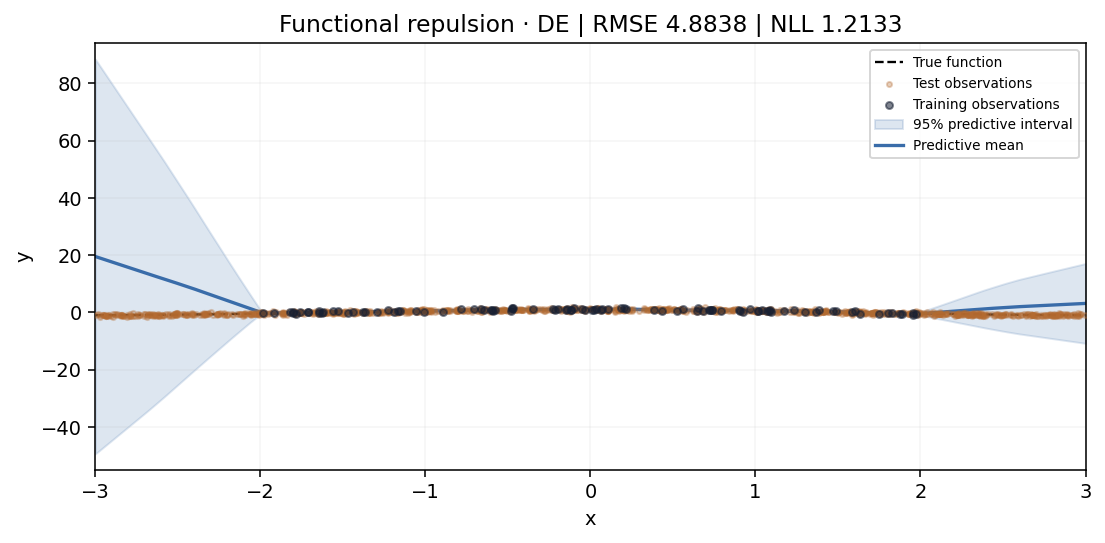 Functional repulsion · DE | RMSE 4.8838 | NLL 1.2133
True function
Test observations
Training observations
95% predictive interval
Predictive mean
80
60
40
20
0
−20
−40
y
−3
−2
−1
0
1
2
3
x